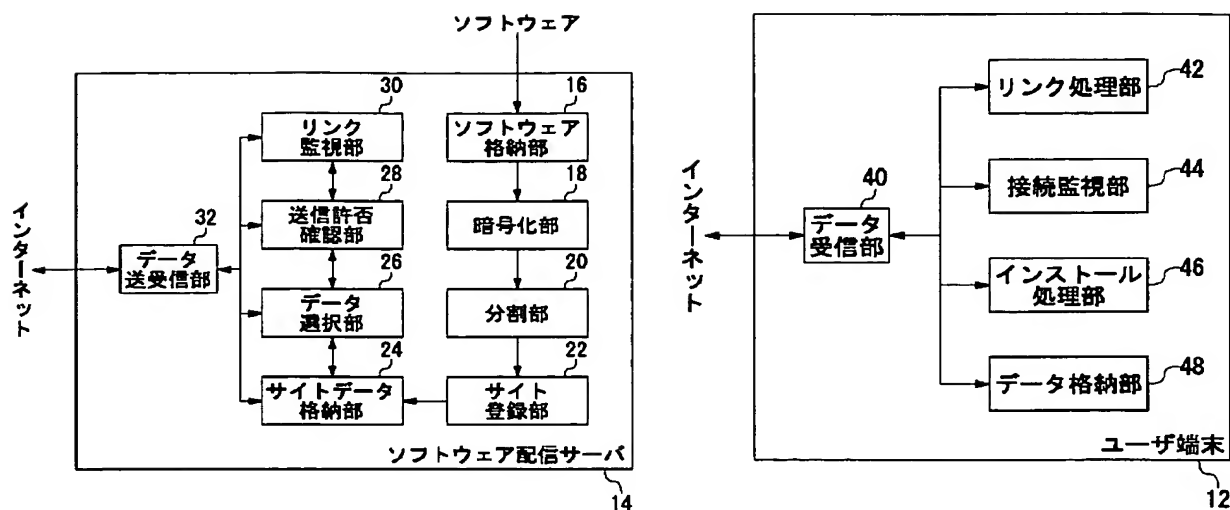 ソフトウェア
インターネット
32
データ
送受信部
30
リンク
監視部
28
送信許否
確認部
26
データ
選択部
24
サイトデータ
格納部
16
ソフトウェア
格納部
18
暗号化部
20
分割部
22
サイト
登録部
ソフトウェア配信サーバ
14
インターネット
40
データ
受信部
リンク処理部
42
接続監視部
44
インストール
処理部
46
データ格納部
48
ユーザ端末
12